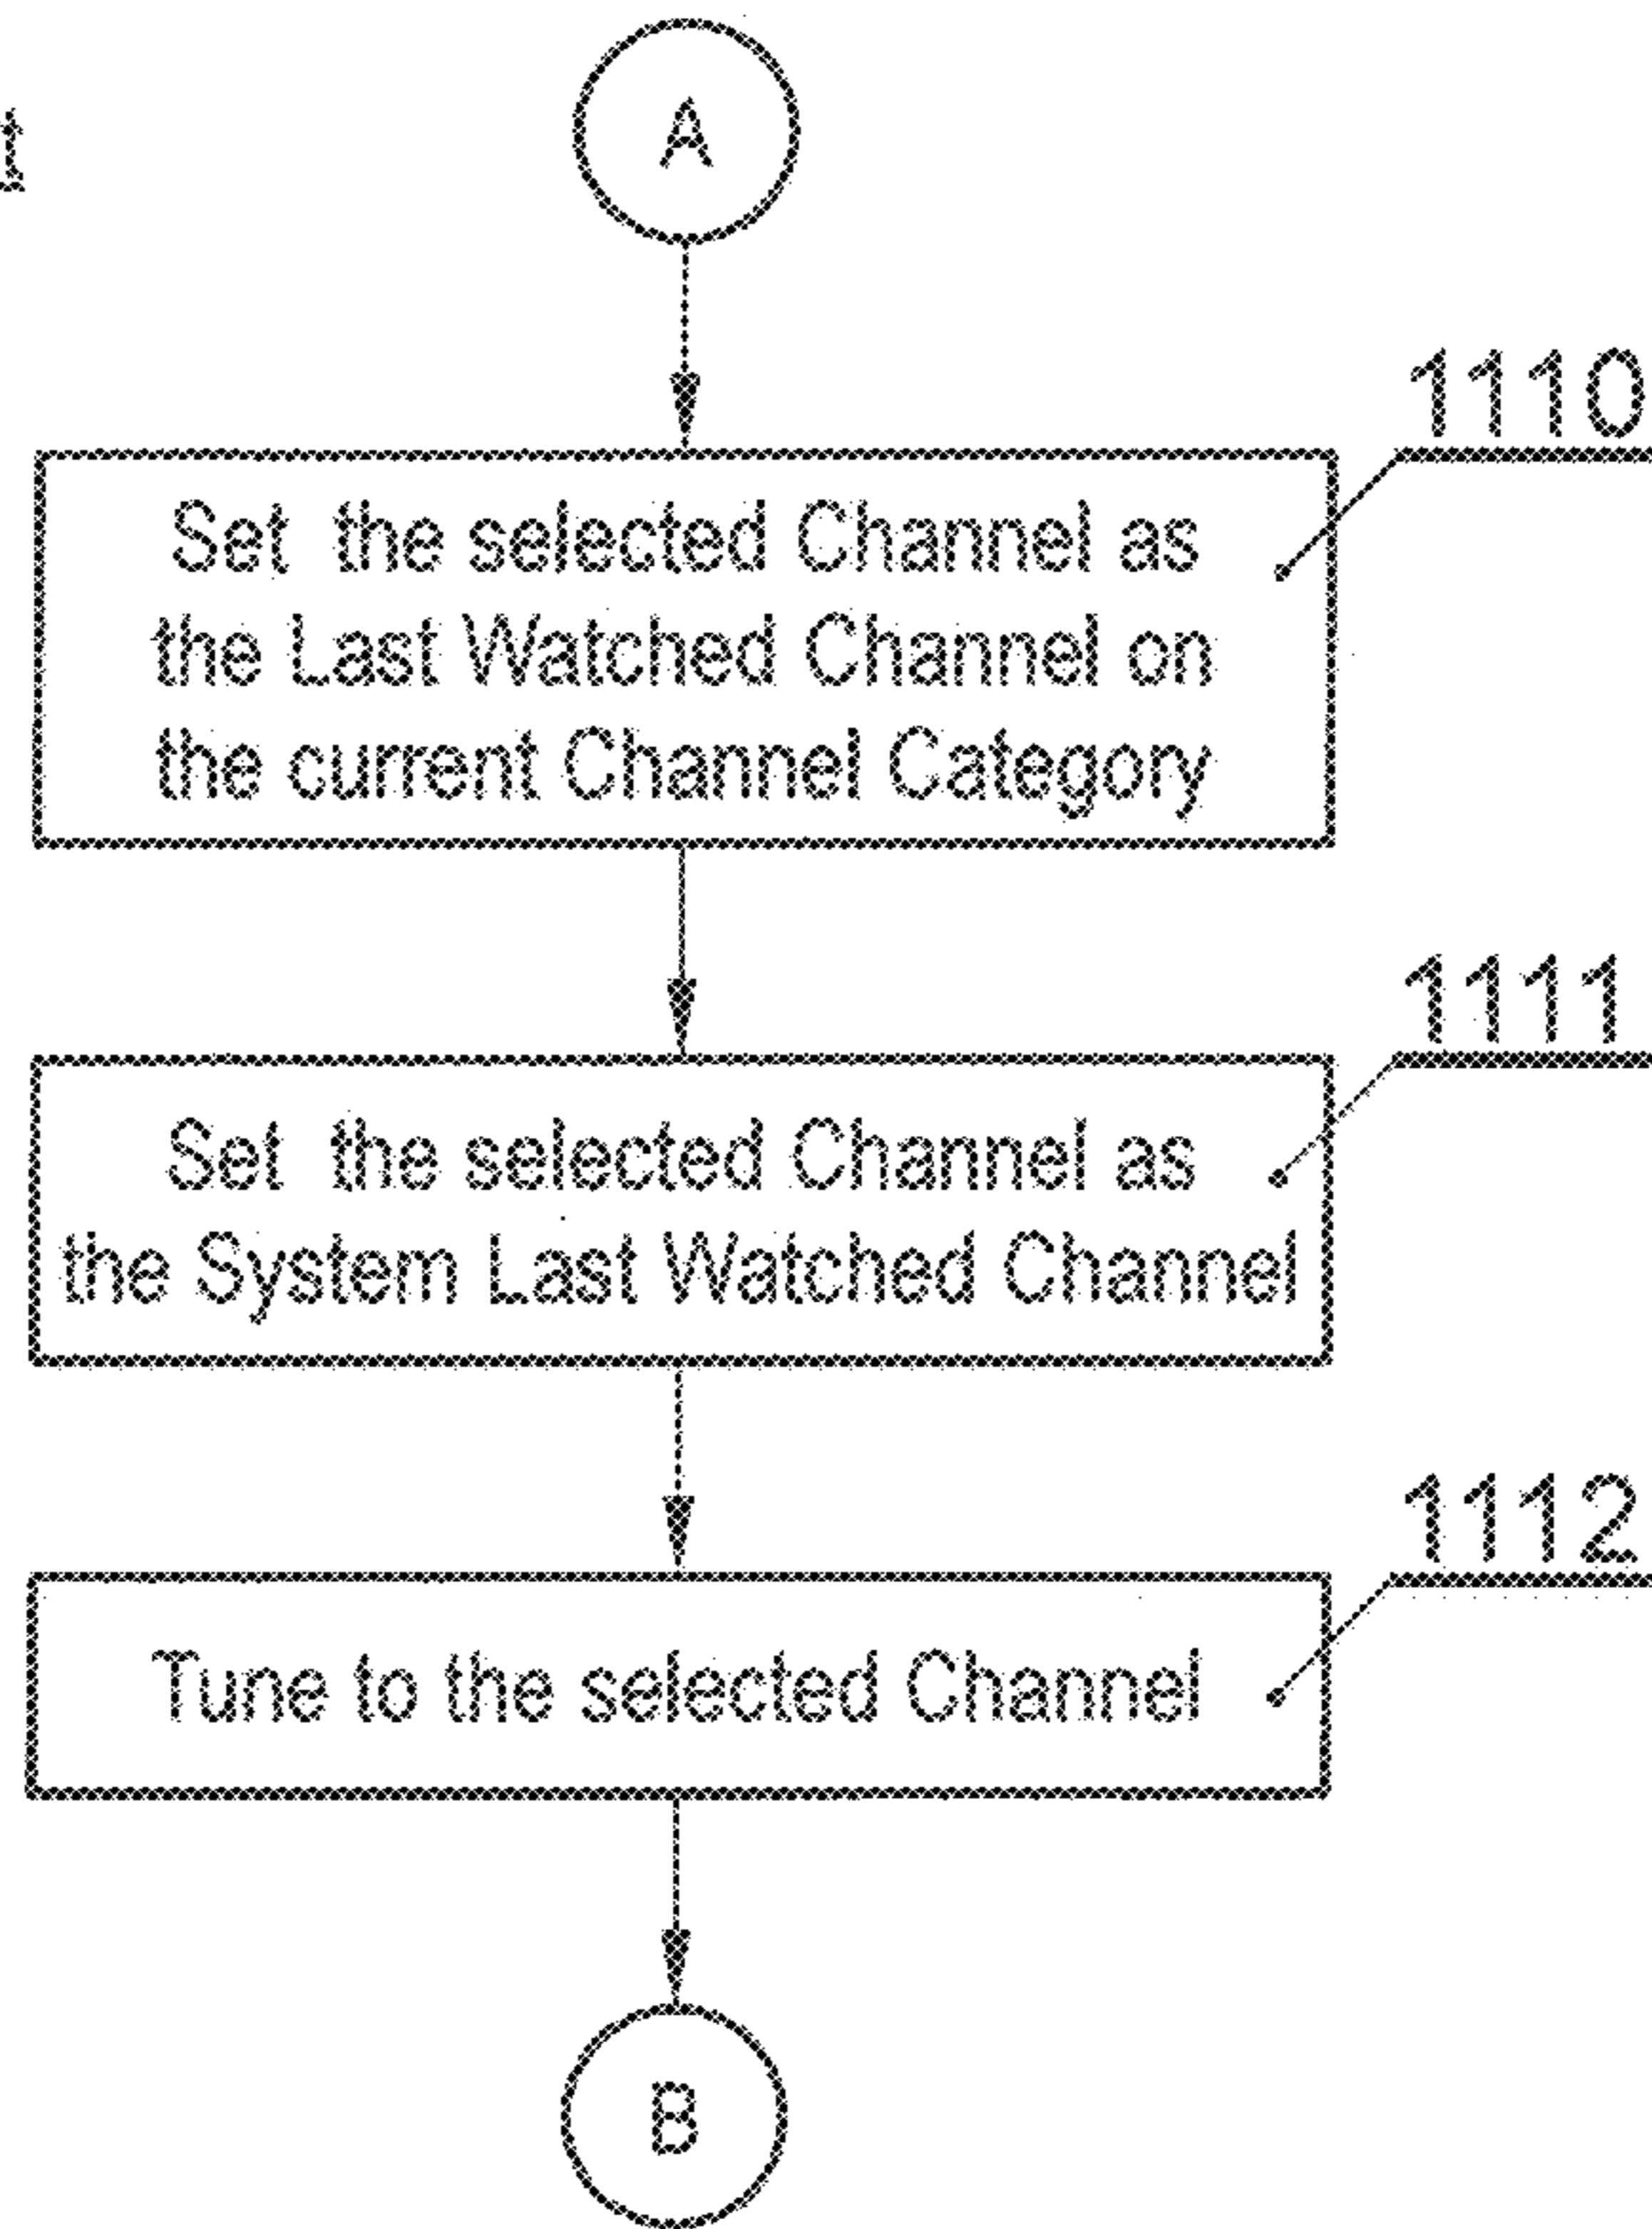 A
1110
Set the selected Channel as
the Last Watched Channel on
the current Channel Category
1111
Set the selected Channel as
the System Last Watched Channel
1112
Tune to the selected Channel
B